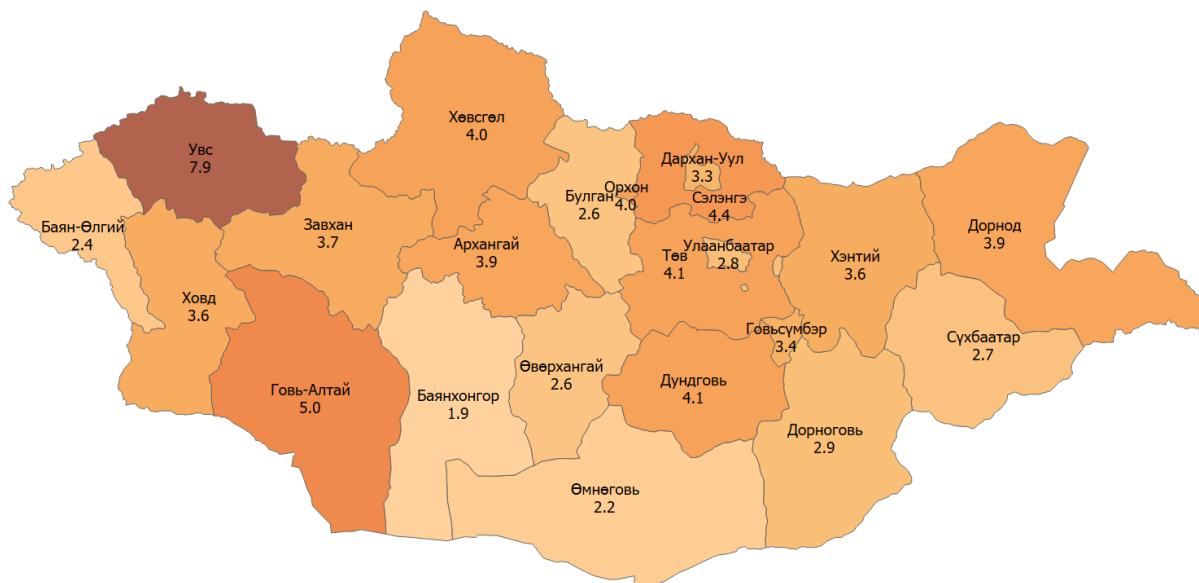 Хөвсгөл
4.0
Увс
7.9
Дархан-Уул
3.3
Орхон
4.0
Булган
2.6
Сэлэнгэ
4.4
Баян-Өлгий
2.4
Завхан
3.7
Архангай
3.9
Улаанбаатар
2.8
Төв
4.1
Хэнтий
3.6
Дорнод
3.9
Ховд
3.6
Говьсүмбэр
3.4
Сүхбаатар
2.7
Говь-Алтай
5.0
Баянхонгор
1.9
Өвөрхангай
2.6
Дундговь
4.1
Дорноговь
2.9
Өмнөговь
2.2